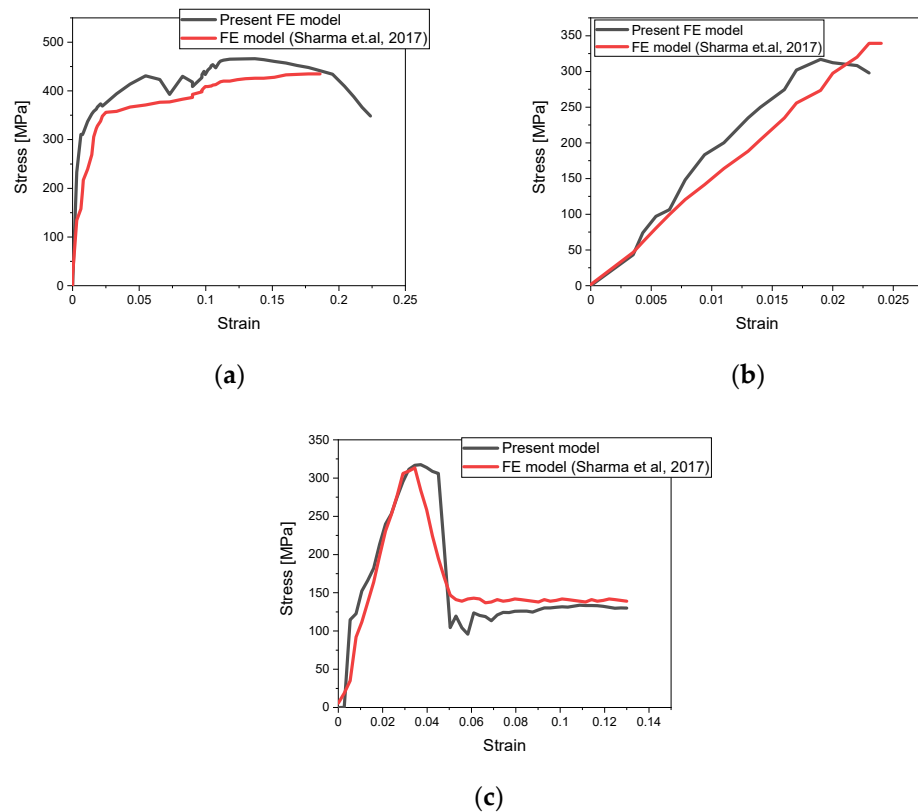 Present FE model
FE model (Sharma et.al, 2017)
500
400
300
200
100
0
Stress [MPa]
0 0.05 0.1 0.15 0.2 0.25
Strain
(a)
Present FE model
FE model (Sharma et.al, 2017)
350
300
250
200
150
100
50
0
Stress [MPa]
0 0.005 0.01 0.015 0.02 0.025
Strain
(b)
Present model
FE model (Sharma et.al, 2017)
350
300
250
200
150
100
50
0
Stress [MPa]
0 0.02 0.04 0.06 0.08 0.1 0.12 0.14
Strain
(c)